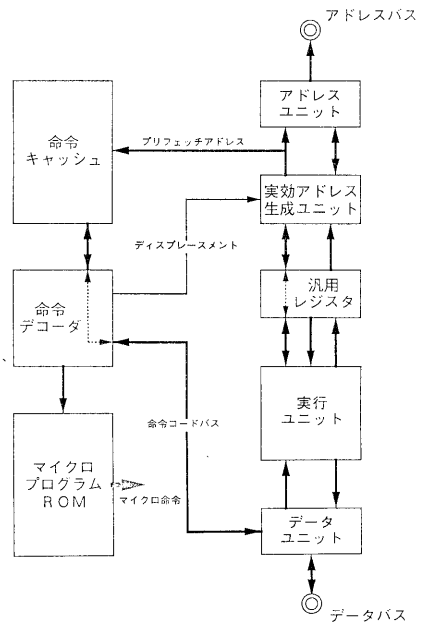 アドレスバス
アドレス
ユニット
命令
キャッシュ
プリフェッチアドレス
実効アドレス
生成ユニット
ディスプレースメント
命令
デコーダ
汎用
レジスタ
実行
ユニット
命令コードバス
マイクロ
プログラム
ROM
マイクロ命令
データ
ユニット
データバス